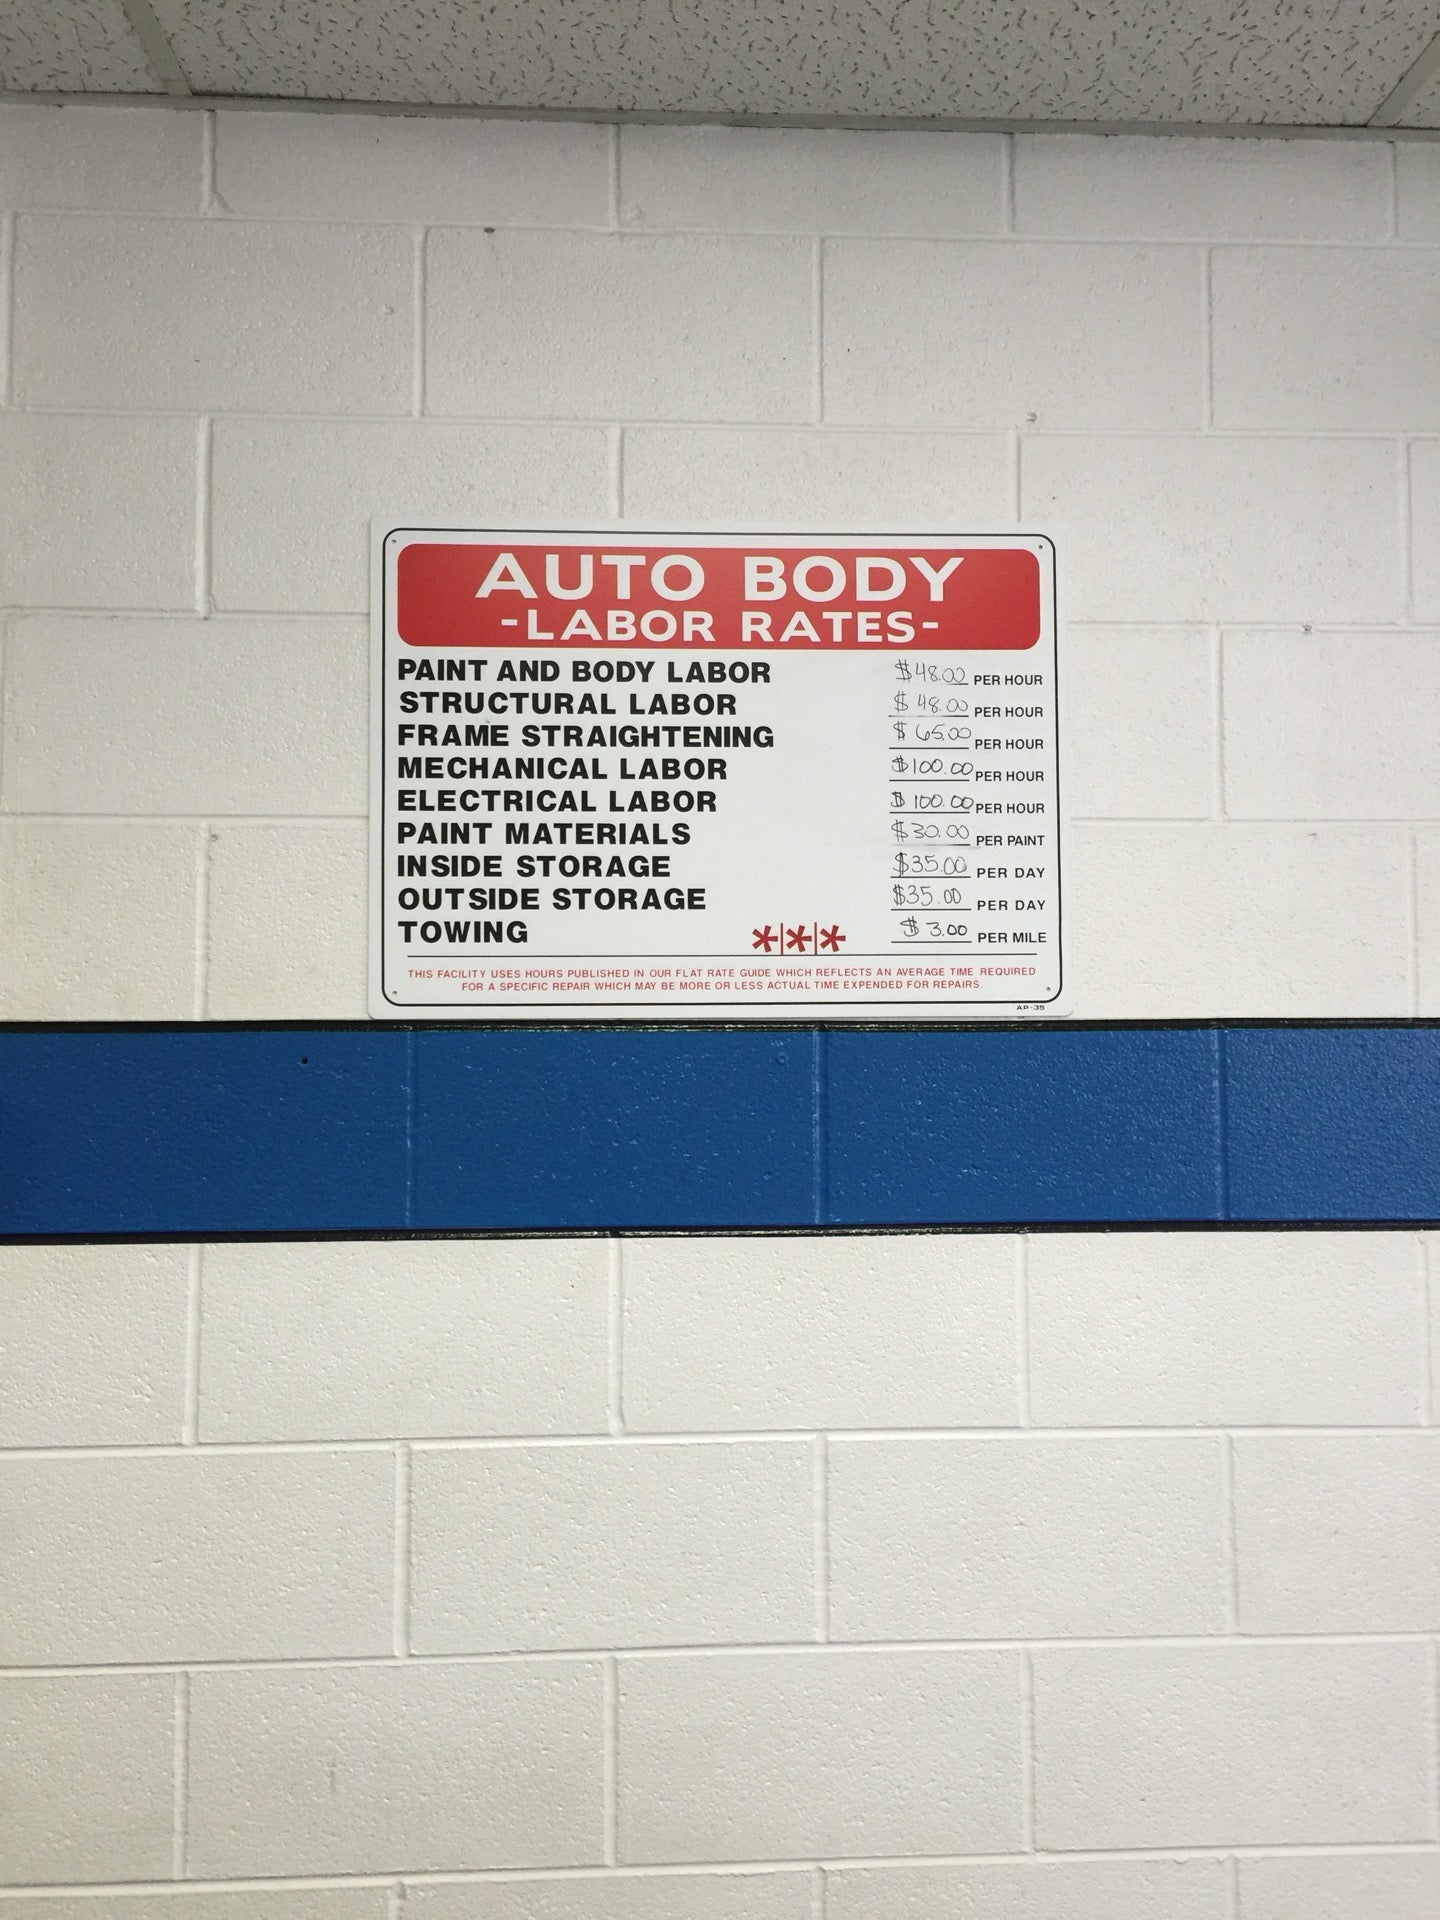 AUTO BODY
-LABOR RATES-
PAINT AND BODY LABOR $48.00 PER HOUR
STRUCTURAL LABOR $48.00 PER HOUR
FRAME STRAIGHTENING $65.00 PER HOUR
MECHANICAL LABOR $100.00 PER HOUR
ELECTRICAL LABOR $100.00 PER HOUR
PAINT MATERIALS $30.00 PER PAINT
INSIDE STORAGE $35.00 PER DAY
OUTSIDE STORAGE $35.00 PER DAY
TOWING *|*|* $3.00 PER MILE
THIS FACILITY USES HOURS PUBLISHED IN OUR FLAT RATE GUIDE WHICH REFLECTS AN AVERAGE TIME REQUIRED
FOR A SPECIFIC REPAIR WHICH MAY BE MORE OR LESS ACTUAL TIME EXPENDED FOR REPAIRS.
AP-35